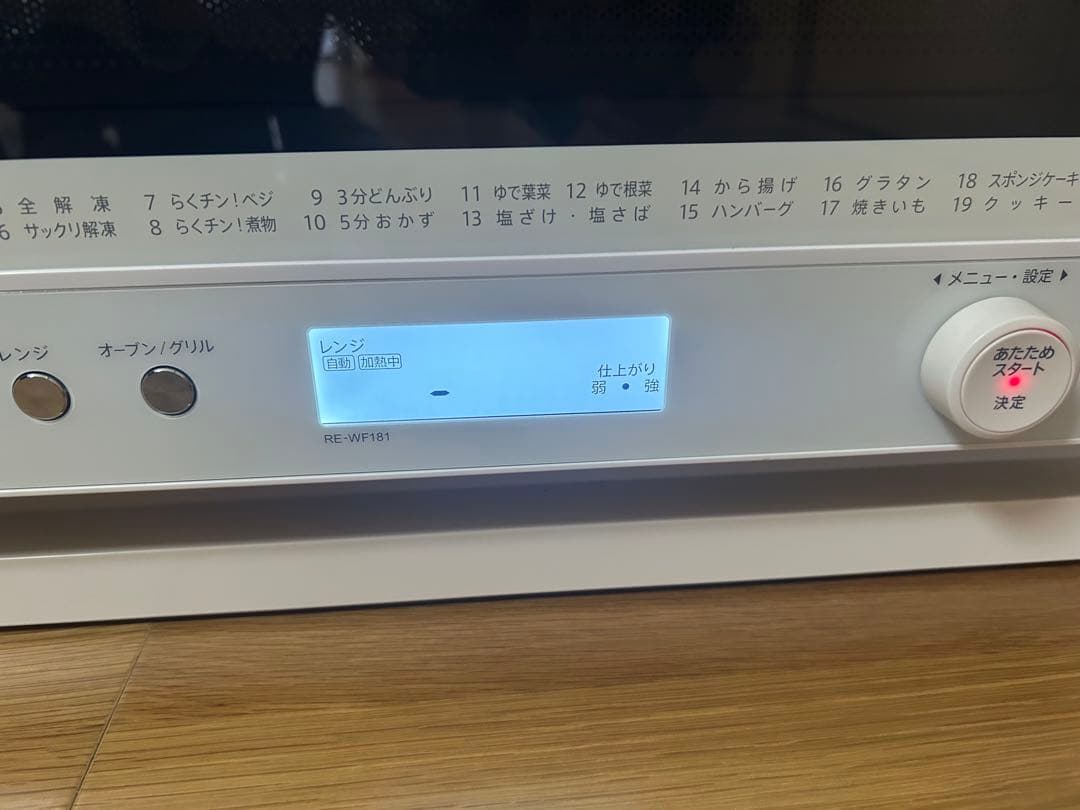 全解凍 7 らくチン!ベジ 9 3分どんぶり 11 ゆで葉菜 12 ゆで根菜 14 から揚げ 16 グラタン 18 スポンジケーキ
6 サックリ解凍 8 らくチン!煮物 10 5分おかず 13 塩ざけ・塩さば 15 ハンバーグ 17 焼きいも 19 クッキー
メニュー・設定
レンジ
オーブン/グリル
レンジ
自動 加熱中
仕上がり
弱 ● 強
RE-WF181
あたため
スタート
決定